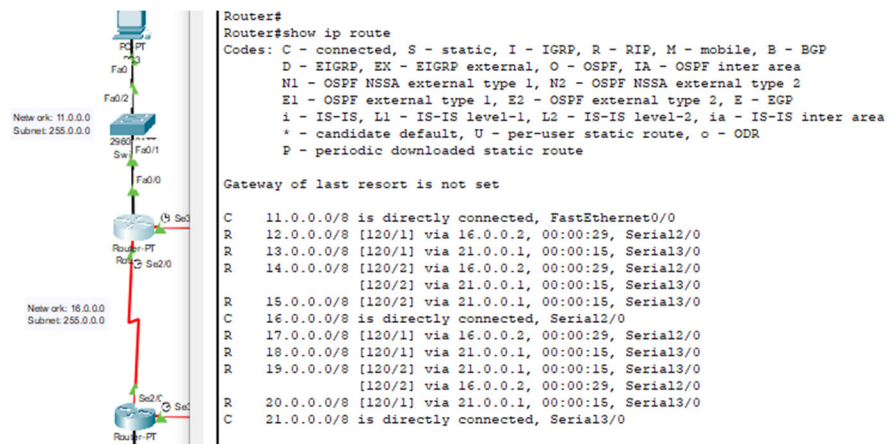 PC-PT
Fa0
Fa0/2
Network: 11.0.0.0
Subnet: 255.0.0.0
2960
Fa0/1
Fa0/0
Router-PT
Se2/0
Network: 16.0.0.0
Subnet: 255.0.0.0
Router-PT
Router#
Router#show ip route
Codes: C - connected, S - static, I - IGRP, R - RIP, M - mobile, B - BGP
D - EIGRP, EX - EIGRP external, O - OSPF, IA - OSPF inter area
N1 - OSPF NSSA external type 1, N2 - OSPF NSSA external type 2
E1 - OSPF external type 1, E2 - OSPF external type 2, E - EGP
i - IS-IS, L1 - IS-IS level-1, L2 - IS-IS level-2, ia - IS-IS inter area
* - candidate default, U - per-user static route, o - ODR
P - periodic downloaded static route
Gateway of last resort is not set
C 11.0.0.0/8 is directly connected, FastEthernet0/0
R 12.0.0.0/8 [120/1] via 16.0.0.2, 00:00:29, Serial2/0
R 13.0.0.0/8 [120/1] via 21.0.0.1, 00:00:15, Serial3/0
R 14.0.0.0/8 [120/2] via 16.0.0.2, 00:00:29, Serial2/0
[120/2] via 21.0.0.1, 00:00:15, Serial3/0
R 15.0.0.0/8 [120/2] via 21.0.0.1, 00:00:15, Serial3/0
C 16.0.0.0/8 is directly connected, Serial2/0
R 17.0.0.0/8 [120/1] via 16.0.0.2, 00:00:29, Serial2/0
R 18.0.0.0/8 [120/1] via 21.0.0.1, 00:00:15, Serial3/0
R 19.0.0.0/8 [120/2] via 21.0.0.1, 00:00:15, Serial3/0
[120/2] via 16.0.0.2, 00:00:29, Serial2/0
R 20.0.0.0/8 [120/1] via 21.0.0.1, 00:00:15, Serial3/0
C 21.0.0.0/8 is directly connected, Serial3/0